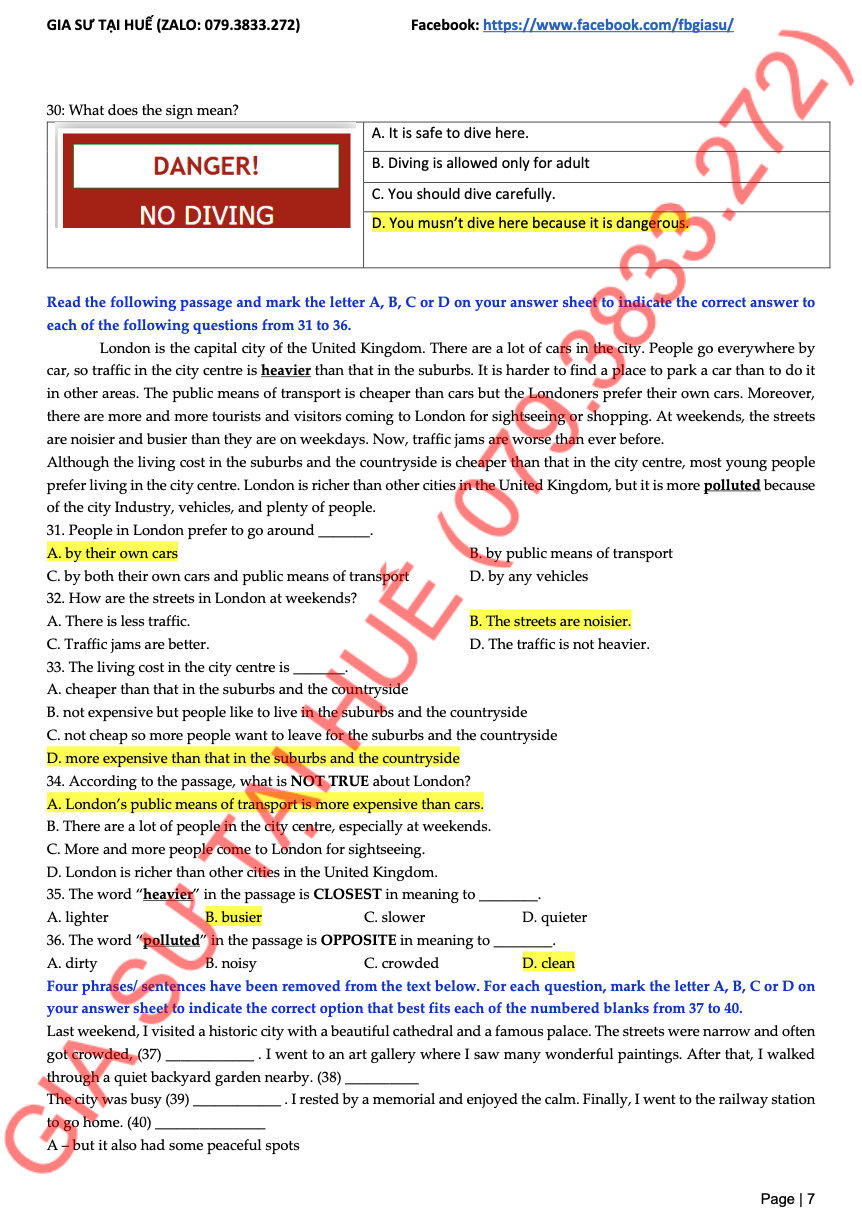 GIA SƯ TẠI HUẾ (ZALO: 079.3833.272) Facebook: https://www.facebook.com/fbgiasu/
30: What does the sign mean?
DANGER!
NO DIVING
A. It is safe to dive here.
B. Diving is allowed only for adult
C. You should dive carefully.
D. You musn’t dive here because it is dangerous.
Read the following passage and mark the letter A, B, C or D on your answer sheet to indicate the correct answer to
each of the following questions from 31 to 36.
London is the capital city of the United Kingdom. There are a lot of cars in the city. People go everywhere by
car, so traffic in the city centre is heavier than that in the suburbs. It is harder to find a place to park a car than to do it
in other areas. The public means of transport is cheaper than cars but the Londoners prefer their own cars. Moreover,
there are more and more tourists and visitors coming to London for sightseeing or shopping. At weekends, the streets
are noisier and busier than they are on weekdays. Now, traffic jams are worse than ever before.
Although the living cost in the suburbs and the countryside is cheaper than that in the city centre, most young people
prefer living in the city centre. London is richer than other cities in the United Kingdom, but it is more polluted because
of the city Industry, vehicles, and plenty of people.
31. People in London prefer to go around _______.
A. by their own cars B. by public means of transport
C. by both their own cars and public means of transport D. by any vehicles
32. How are the streets in London at weekends?
A. There is less traffic. B. The streets are noisier.
C. Traffic jams are better. D. The traffic is not heavier.
33. The living cost in the city centre is _______.
A. cheaper than that in the suburbs and the countryside
B. not expensive but people like to live in the suburbs and the countryside
C. not cheap so more people want to leave for the suburbs and the countryside
D. more expensive than that in the suburbs and the countryside
34. According to the passage, what is NOT TRUE about London?
A. London’s public means of transport is more expensive than cars.
B. There are a lot of people in the city centre, especially at weekends.
C. More and more people come to London for sightseeing.
D. London is richer than other cities in the United Kingdom.
35. The word “heavier” in the passage is CLOSEST in meaning to ________.
A. lighter B. busier C. slower D. quieter
36. The word “polluted” in the passage is OPPOSITE in meaning to ________.
A. dirty B. noisy C. crowded D. clean
Four phrases/ sentences have been removed from the text below. For each question, mark the letter A, B, C or D on
your answer sheet to indicate the correct option that best fits each of the numbered blanks from 37 to 40.
Last weekend, I visited a historic city with a beautiful cathedral and a famous palace. The streets were narrow and often
got crowded, (37) ____________ . I went to an art gallery where I saw many wonderful paintings. After that, I walked
through a quiet backyard garden nearby. (38) __________
The city was busy (39) ____________ . I rested by a memorial and enjoyed the calm. Finally, I went to the railway station
to go home. (40) _______________
A – but it also had some peaceful spots
Page | 7
GIA SƯ TẠI HUẾ (079.3833.272)